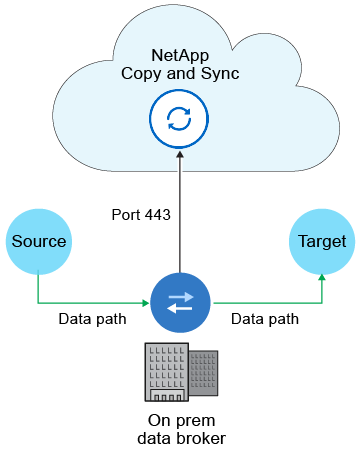 NetApp
Copy and Sync
Port 443
Source
Target
Data path
Data path
On prem
data broker